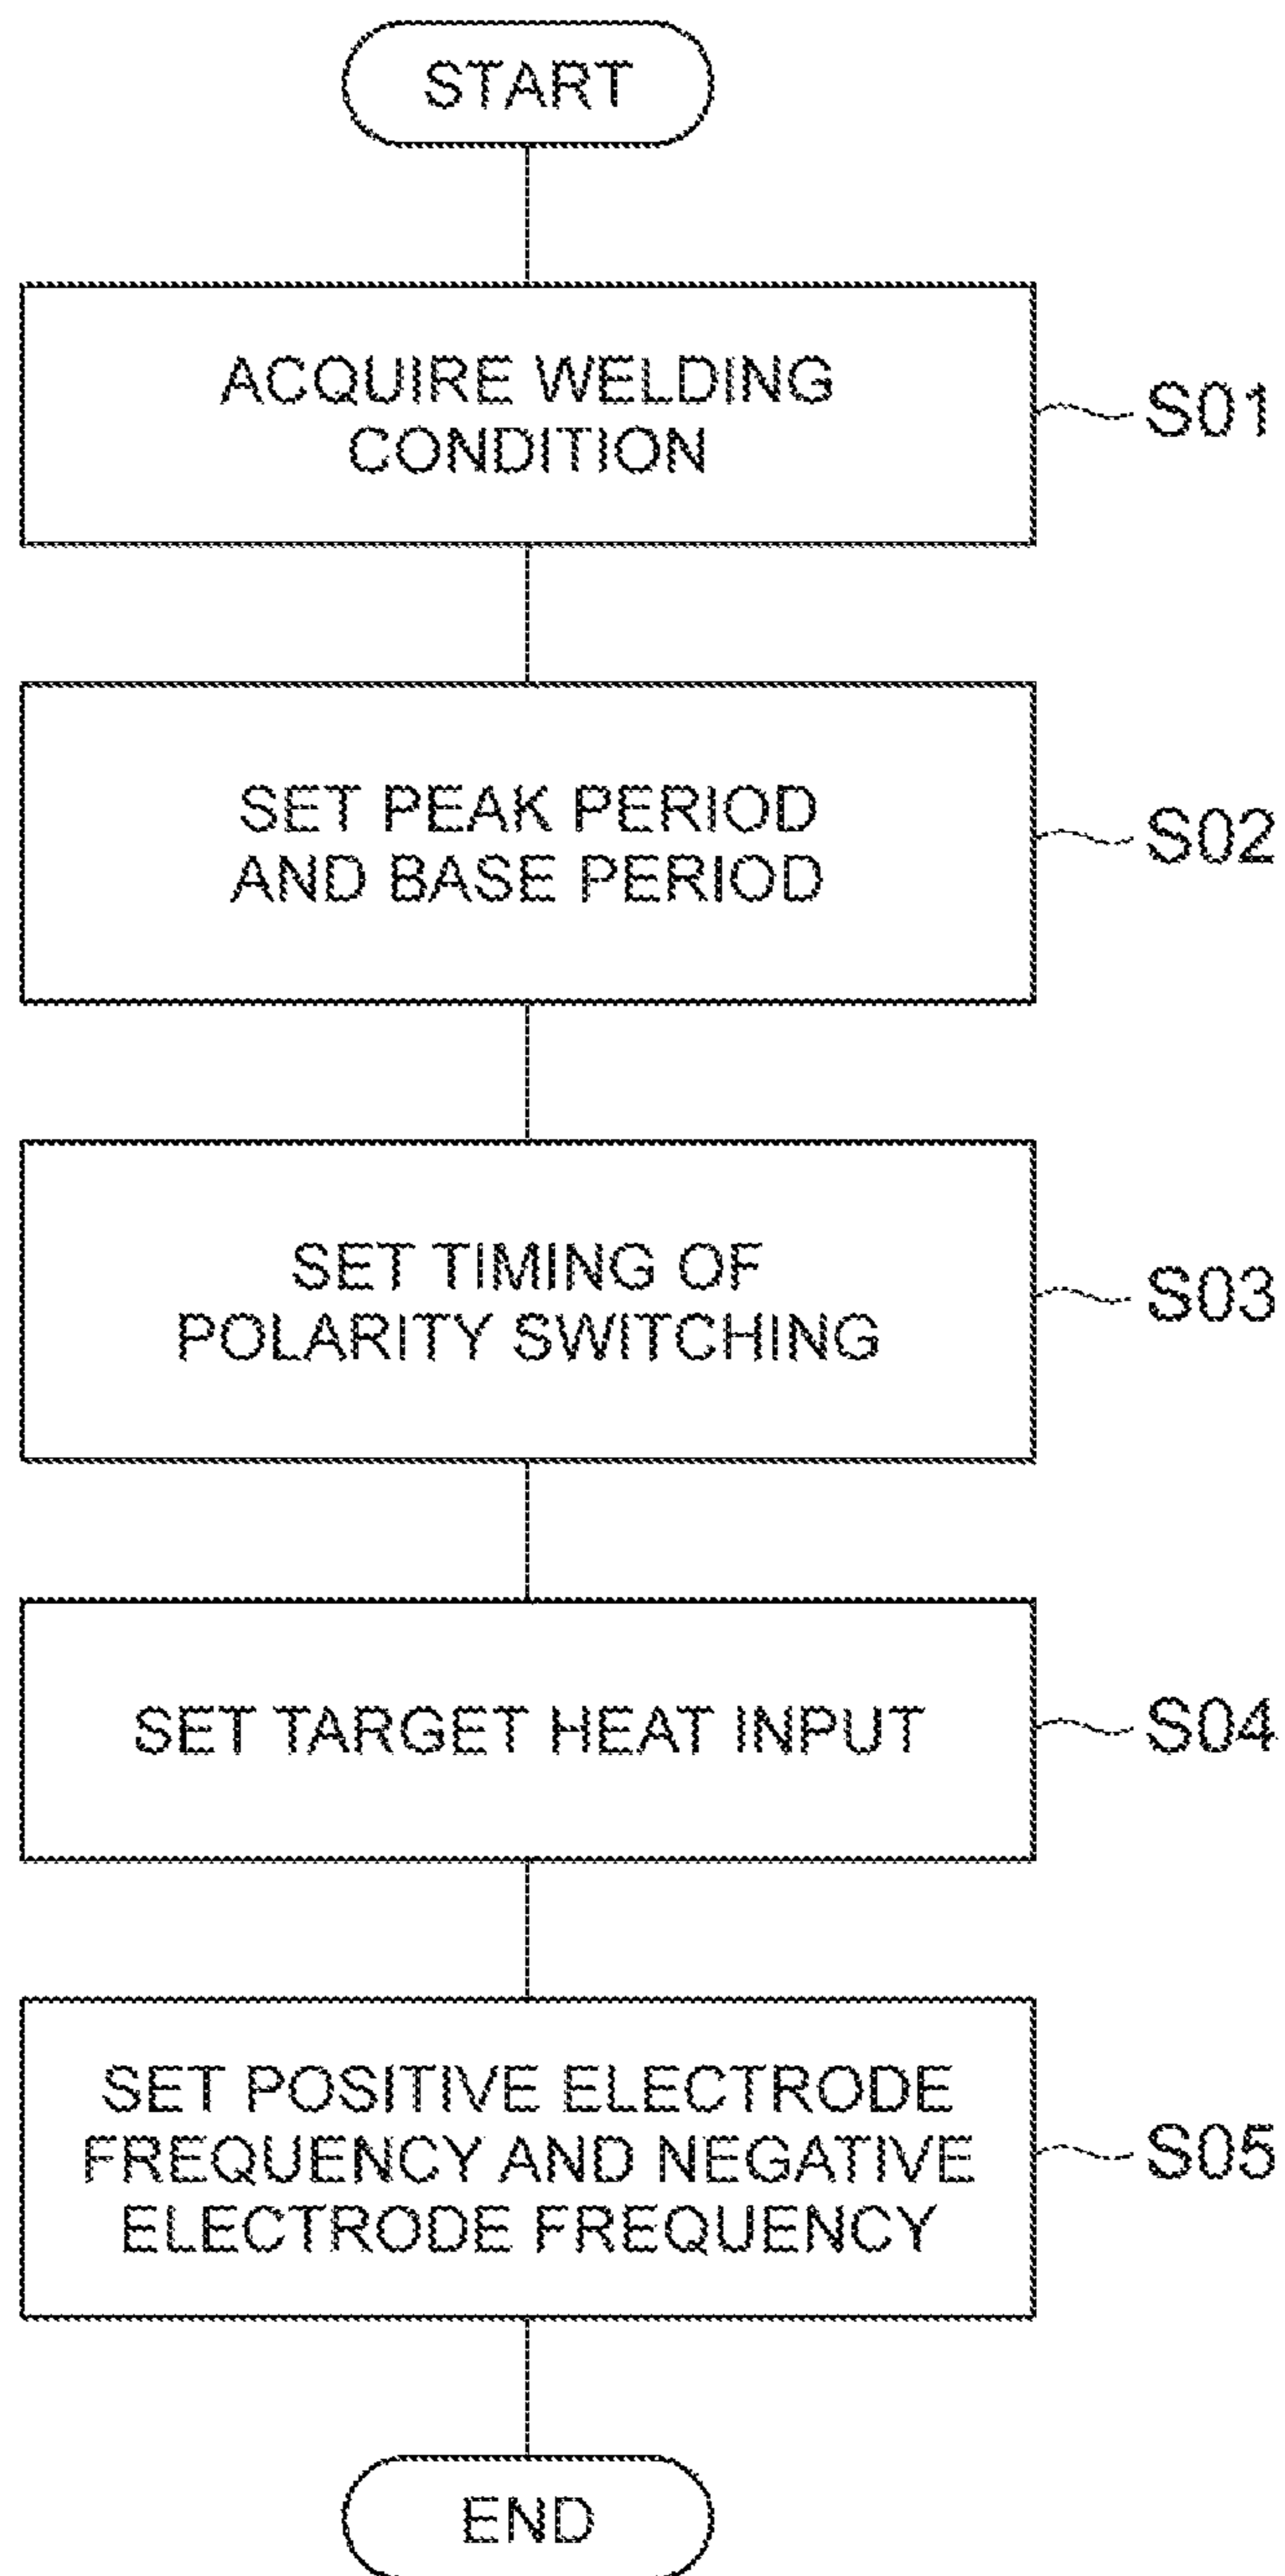 START
ACQUIRE WELDING
CONDITION
S01
SET PEAK PERIOD
AND BASE PERIOD
S02
SET TIMING OF
POLARITY SWITCHING
S03
SET TARGET HEAT INPUT
S04
SET POSITIVE ELECTRODE
FREQUENCY AND NEGATIVE
ELECTRODE FREQUENCY
S05
END